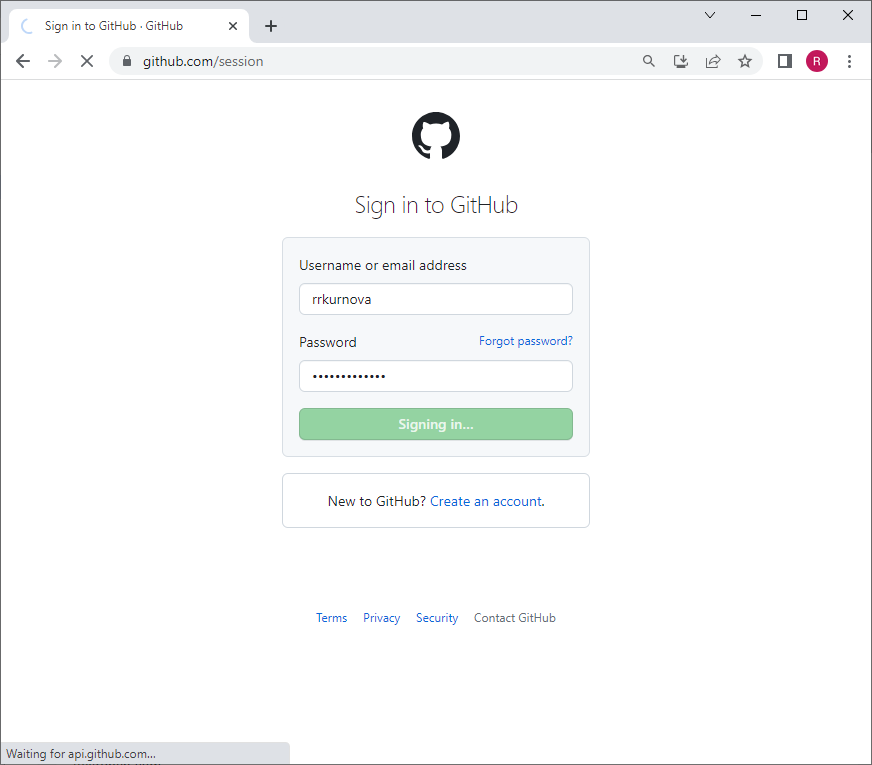 Sign in to GitHub · GitHub
github.com/session
R
Sign in to GitHub
Username or email address
rrkurnova
Password Forgot password?
•••••••••••••
Signing in...
New to GitHub? Create an account.
Terms Privacy Security Contact GitHub
Waiting for api.github.com...